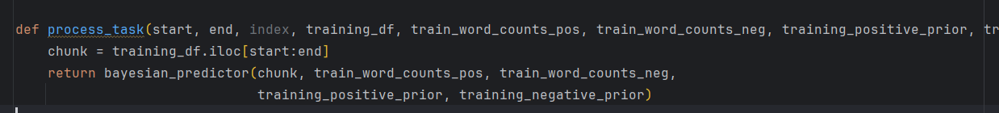 def process_task(start, end, index, training_df, train_word_counts_pos, train_word_counts_neg, training_positive_prior,
chunk = training_df.iloc[start:end]
return bayesian_predictor(chunk, train_word_counts_pos, train_word_counts_neg,
training_positive_prior, training_negative_prior)